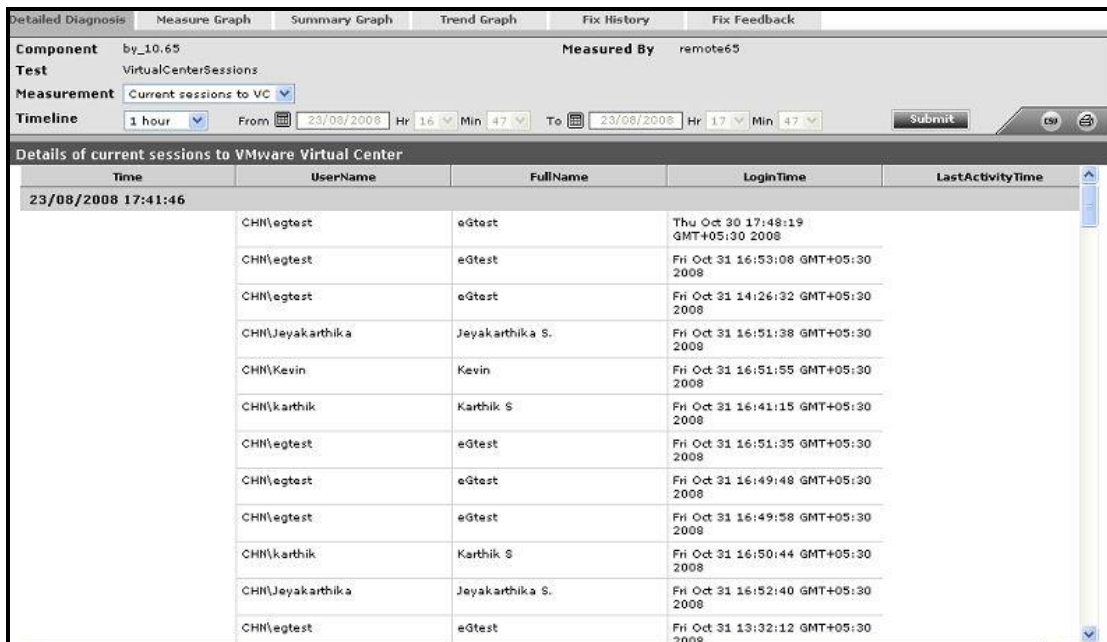 Detailed Diagnosis Measure Graph Summary Graph Trend Graph Fix History Fix Feedback
Component by_10.65 Measured By remote65
Test VirtualCenterSessions
Measurement Current sessions to VC
Timeline 1 hour From 23/08/2008 Hr 16 Min 47 To 23/08/2008 Hr 17 Min 47 Submit CSV
Details of current sessions to VMware Virtual Center
Time UserName FullName LoginTime LastActivityTime
23/08/2008 17:41:46
CHN\egtest eGtest Thu Oct 30 17:48:19
GMT+05:30 2008
CHN\egtest eGtest Fri Oct 31 16:53:08 GMT+05:30
2008
CHN\egtest eGtest Fri Oct 31 14:26:32 GMT+05:30
2008
CHN\Jeyakarthika Jeyakarthika S. Fri Oct 31 16:51:38 GMT+05:30
2008
CHN\Kevin Kevin Fri Oct 31 16:51:55 GMT+05:30
2008
CHN\karthik Karthik S Fri Oct 31 16:41:15 GMT+05:30
2008
CHN\egtest eGtest Fri Oct 31 16:51:35 GMT+05:30
2008
CHN\egtest eGtest Fri Oct 31 16:49:48 GMT+05:30
2008
CHN\egtest eGtest Fri Oct 31 16:49:58 GMT+05:30
2008
CHN\karthik Karthik S Fri Oct 31 16:50:44 GMT+05:30
2008
CHN\Jeyakarthika Jeyakarthika S. Fri Oct 31 16:52:40 GMT+05:30
2008
CHN\egtest eGtest Fri Oct 31 13:32:12 GMT+05:30
2008